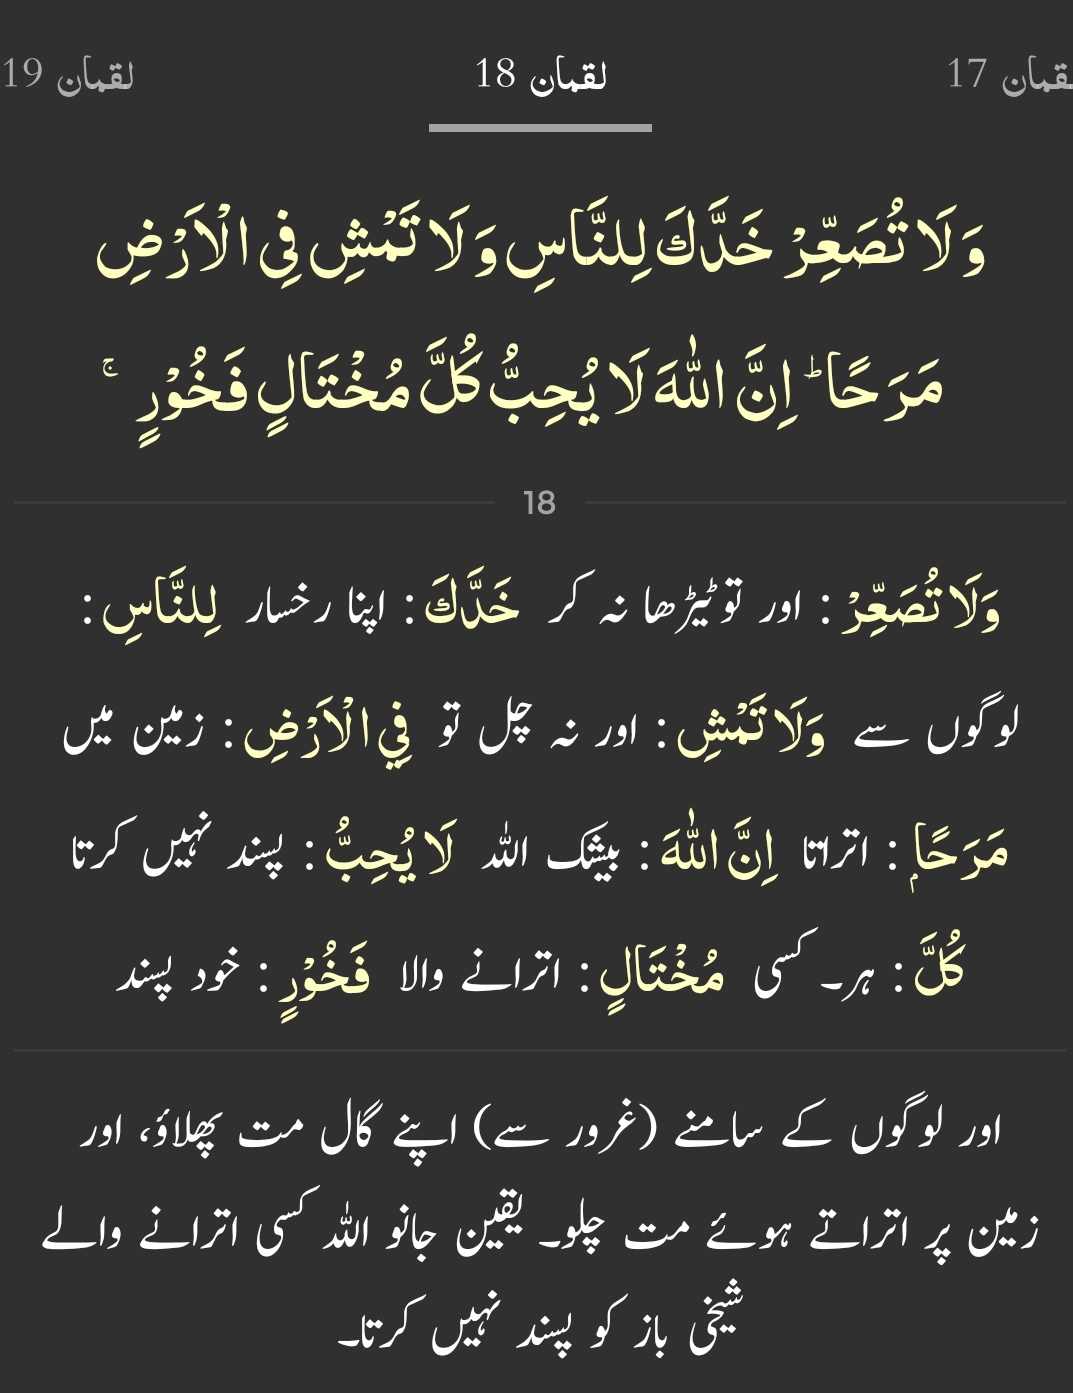 لقمان 17 لقمان 18 لقمان 19
وَلَا تُصَعِّرْ خَدَّكَ لِلنَّاسِ وَلَا تَمْشِ فِى الْاَرْضِ
مَرَحًا ؕ اِنَّ اللّٰهَ لَا يُحِبُّ كُلَّ مُخْتَالٍ فَخُوْرٍ ۚ
18
وَلَا تُصَعِّرْ : اور تو ٹیڑھا نہ کر خَدَّكَ : اپنا رخسار لِلنَّاسِ :
لوگوں سے وَلَا تَمْشِ : اور نہ چل تو فِي الْاَرْضِ : زمین میں
مَرَحًاۭ : اتراتا اِنَّ اللّٰهَ : بیشک اللہ لَا يُحِبُّ : پسند نہیں کرتا
كُلَّ : ہر۔ کسی مُخْتَالٍ : اترانے والا فَخُوْرٍ : خود پسند
اور لوگوں کے سامنے (غرور سے) اپنے گال مت پھلاؤ، اور
زمین پر اتراتے ہوئے مت چلو۔ یقین جانو اللہ کسی اترانے والے
شیخی باز کو پسند نہیں کرتا۔